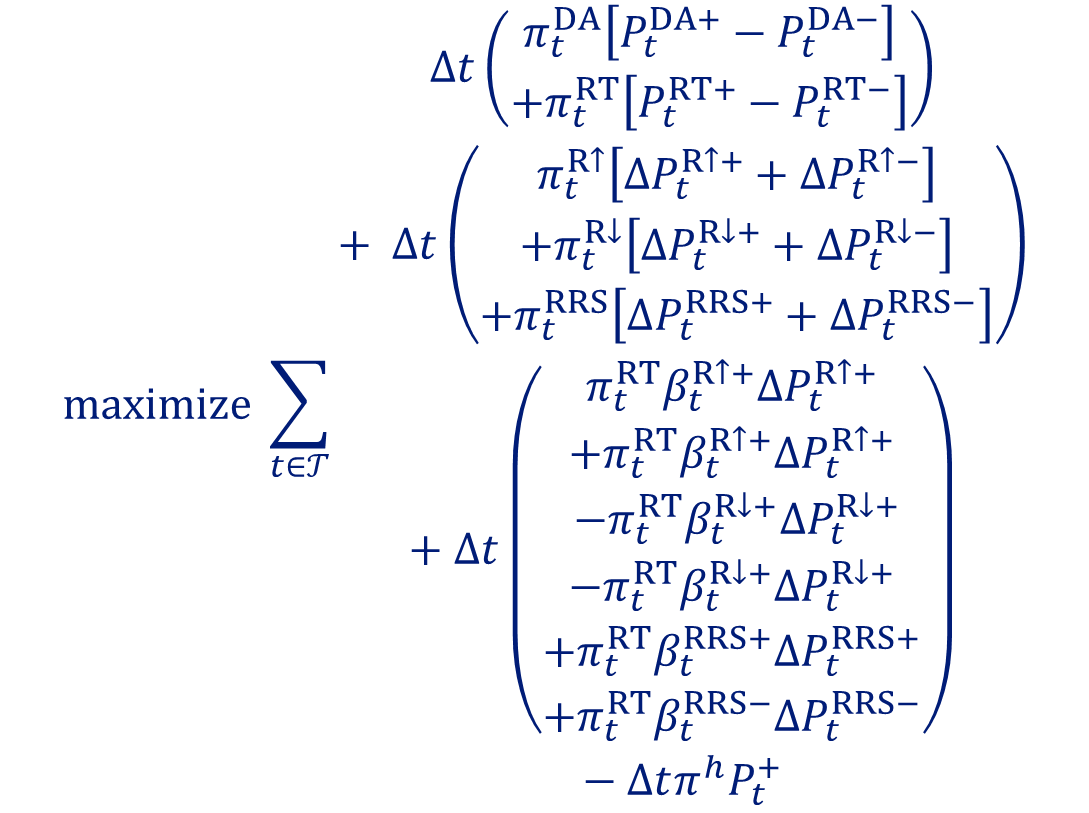 Δt ( π_t^DA [P_t^DA+ − P_t^DA−]
+π_t^RT [P_t^RT+ − P_t^RT−] )
+ Δt ( π_t^R↑ [ΔP_t^R↑+ + ΔP_t^R↑−]
+π_t^R↓ [ΔP_t^R↓+ + ΔP_t^R↓−]
+π_t^RRS [ΔP_t^RRS+ + ΔP_t^RRS−] )
maximize ∑_{t∈𝒯}
+ Δt ( π_t^RT β_t^R↑+ ΔP_t^R↑+
+π_t^RT β_t^R↑+ ΔP_t^R↑+
−π_t^RT β_t^R↓+ ΔP_t^R↓+
−π_t^RT β_t^R↓+ ΔP_t^R↓+
+π_t^RT β_t^RRS+ ΔP_t^RRS+
+π_t^RT β_t^RRS− ΔP_t^RRS− )
− Δtπ^h P_t^+